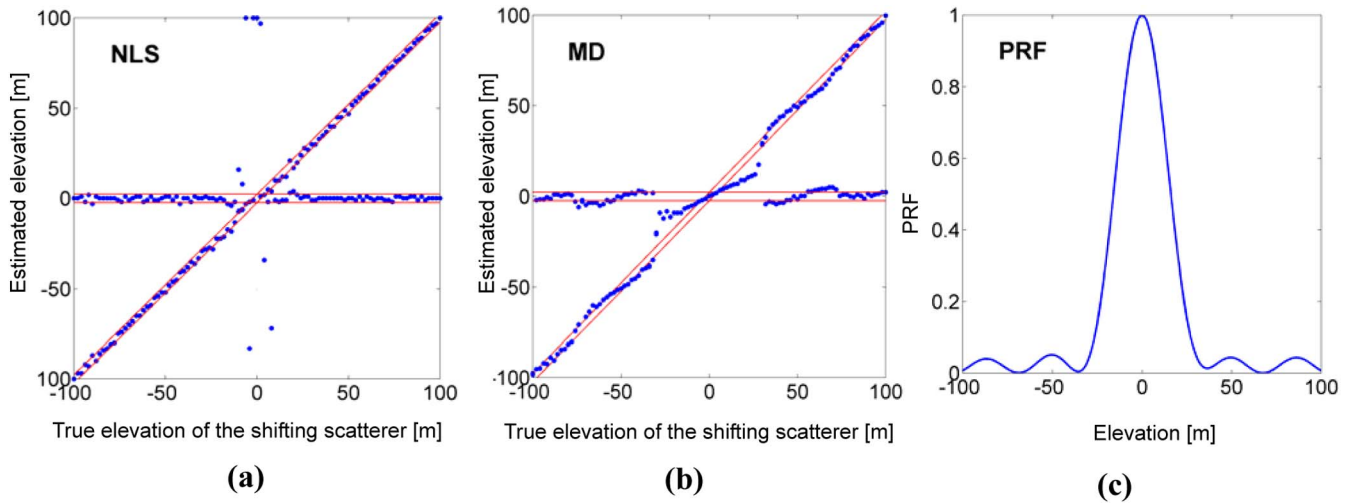 NLS
Estimated elevation [m]
100
50
0
-50
100
-100
-50
0
50
100
True elevation of the shifting scatterer [m]
(a)
MD
Estimated elevation [m]
100
50
0
-50
-100
-100
-50
0
50
100
True elevation of the shifting scatterer [m]
(b)
PRF
PRF
1
0.8
0.6
0.4
0.2
0
-100
-50
0
50
100
Elevation [m]
(c)